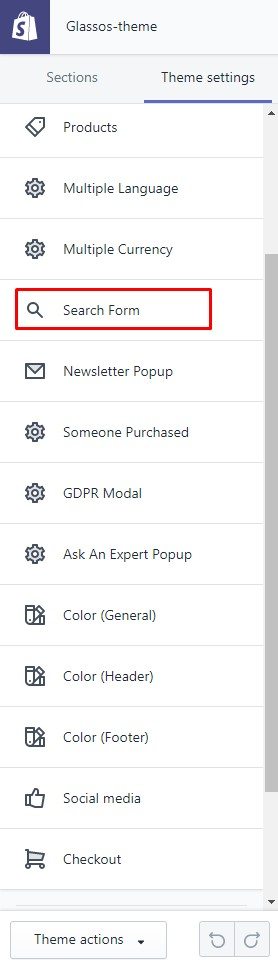 Glassos-theme
Sections
Theme settings
Products
Multiple Language
Multiple Currency
Search Form
Newsletter Popup
Someone Purchased
GDPR Modal
Ask An Expert Popup
Color (General)
Color (Header)
Color (Footer)
Social media
Checkout
Theme actions